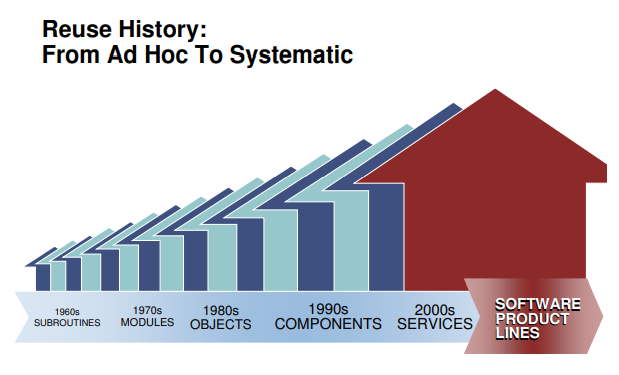 Reuse History:
From Ad Hoc To Systematic
1960s
SUBROUTINES
1970s
MODULES
1980s
OBJECTS
1990s
COMPONENTS
2000s
SERVICES
SOFTWARE
PRODUCT
LINES